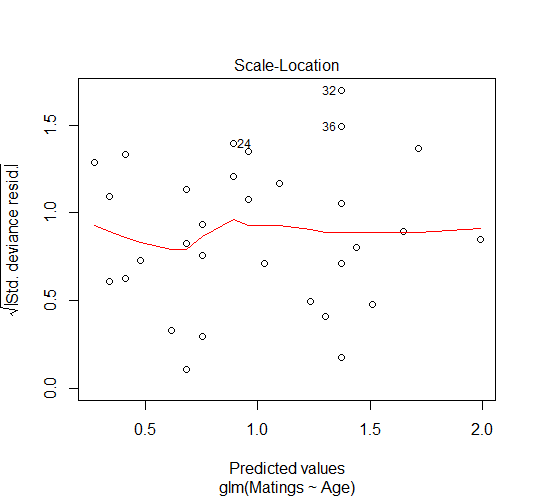 Scale-Location
32
36
24
1.5
1.0
0.5
0.0
√|Std. deviance resid.|
0.5 1.0 1.5 2.0
Predicted values
glm(Matings ~ Age)